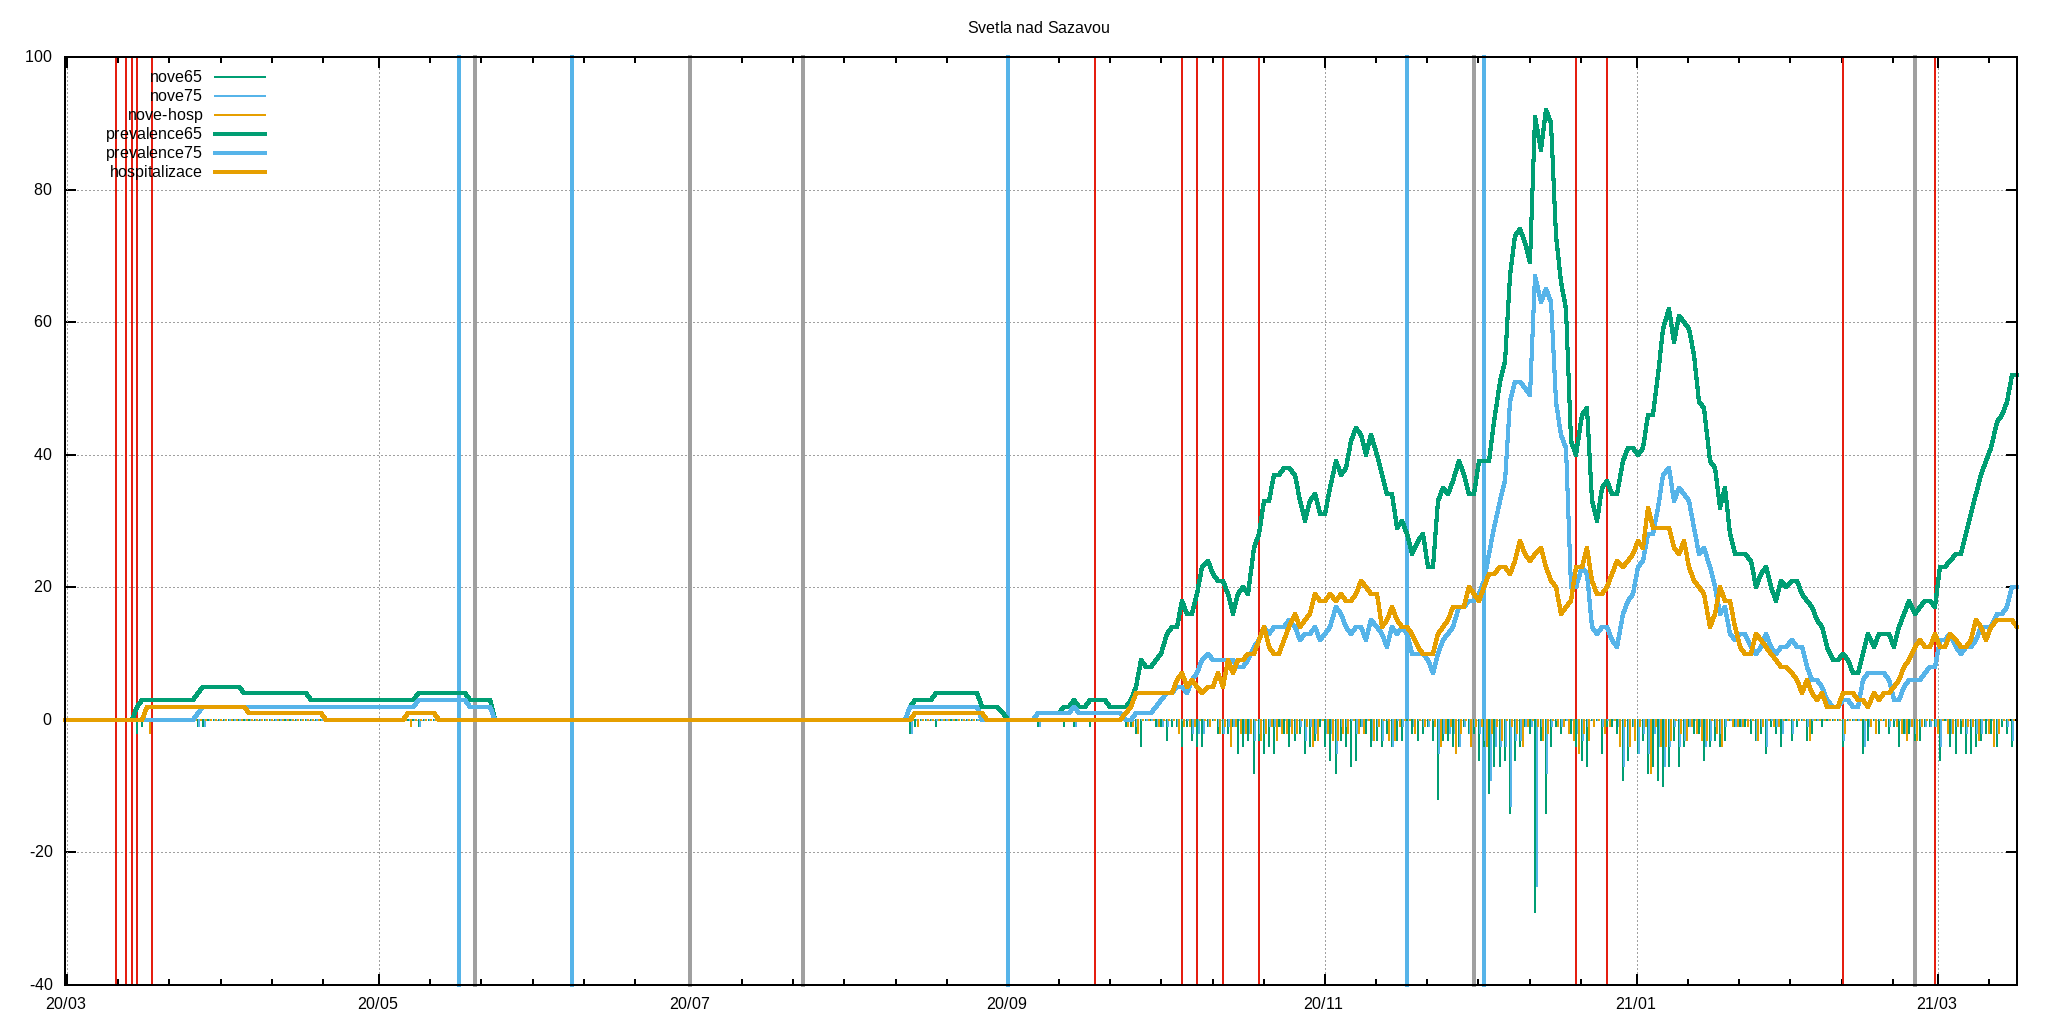 Svetla nad Sazavou
100
80
60
40
20
0
-20
-40
nove65
nove75
nove-hosp
prevalence65
prevalence75
hospitalizace
20/03 20/05 20/07 20/09 20/11 21/01 21/03